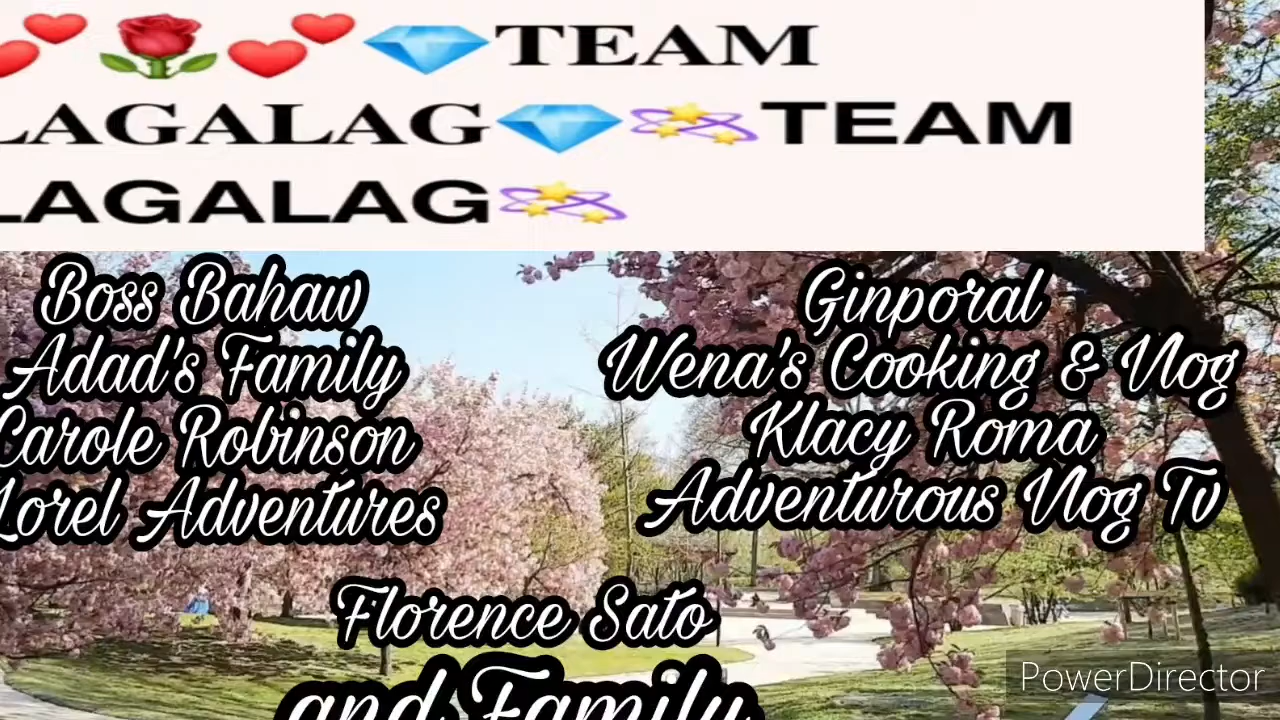 💕🌹💕💎TEAM
LAGALAG💎💫TEAM
LAGALAG💫
Boss Bahaw
Adad's Family
Carole Robinson
Lorel Adventures
Ginporal
Wena's Cooking & Vlog
Klacy Roma
Adventurous Vlog Tv
Florence Sato
and Family
PowerDirector